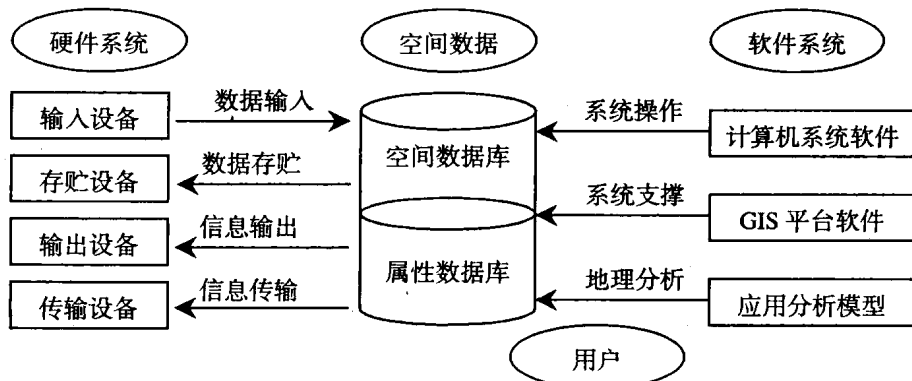 硬件系统
空间数据
软件系统
输入设备
数据输入
空间数据库
系统操作
计算机系统软件
存贮设备
数据存贮
输出设备
信息输出
属性数据库
系统支撑
GIS 平台软件
传输设备
信息传输
地理分析
应用分析模型
用户